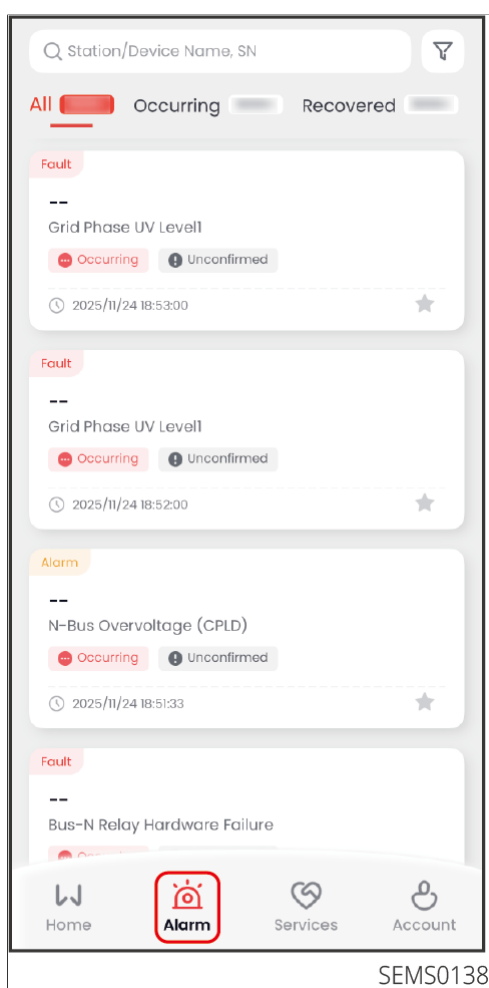 Station/Device Name, SN
All Occurring Recovered
Fault
--
Grid Phase UV Level1
Occurring Unconfirmed
2025/11/24 18:53:00
Fault
--
Grid Phase UV Level1
Occurring Unconfirmed
2025/11/24 18:52:00
Alarm
--
N-Bus Overvoltage (CPLD)
Occurring Unconfirmed
2025/11/24 18:51:33
Fault
--
Bus-N Relay Hardware Failure
Home Alarm Services Account
SEMS0138